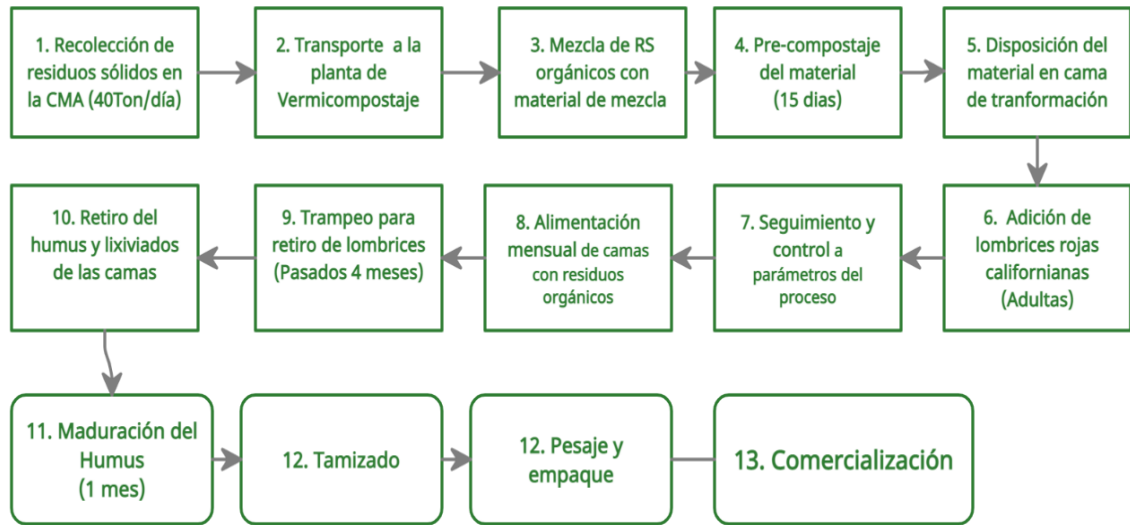 1. Recolección de
residuos sólidos en
la CMA (40Ton/día)
2. Transporte a la
planta de
Vermicompostaje
3. Mezcla de RS
orgánicos con
material de mezcla
4. Pre-compostaje
del material
(15 dias)
5. Disposición del
material en cama
de tranformación
6. Adición de
lombrices rojas
californianas
(Adultas)
7. Seguimiento y
control a
parámetros del
proceso
8. Alimentación
mensual de camas
con residuos
orgánicos
9. Trampeo para
retiro de lombrices
(Pasados 4 meses)
10. Retiro del
humus y lixiviados
de las camas
11. Maduración del
Humus
(1 mes)
12. Tamizado
12. Pesaje y
empaque
13. Comercialización